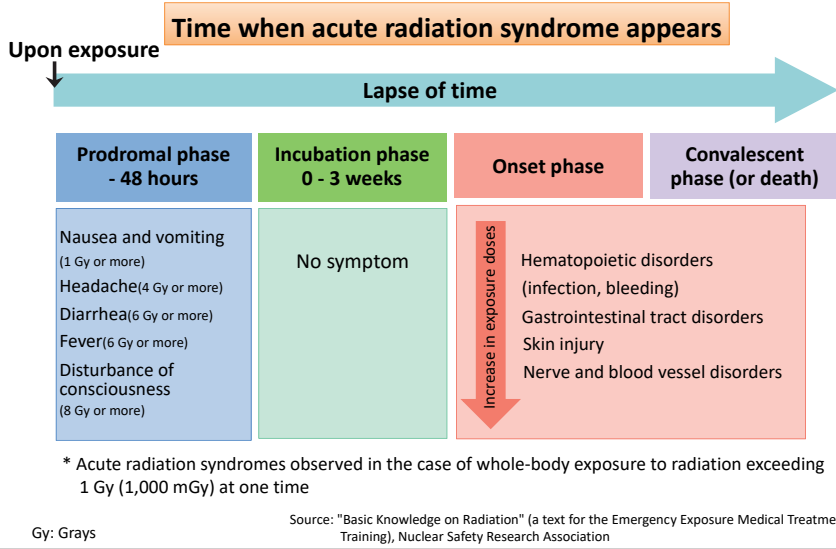 Time when acute radiation syndrome appears
Upon exposure
Lapse of time
Prodromal phase
- 48 hours
Incubation phase
0 - 3 weeks
Onset phase
Convalescent
phase (or death)
Nausea and vomiting
(1 Gy or more)
Headache(4 Gy or more)
Diarrhea(6 Gy or more)
Fever(6 Gy or more)
Disturbance of
consciousness
(8 Gy or more)
No symptom
Increase in exposure doses
Hematopoietic disorders
(infection, bleeding)
Gastrointestinal tract disorders
Skin injury
Nerve and blood vessel disorders
* Acute radiation syndromes observed in the case of whole-body exposure to radiation exceeding
1 Gy (1,000 mGy) at one time
Gy: Grays
Source: "Basic Knowledge on Radiation" (a text for the Emergency Exposure Medical Treatme
Training), Nuclear Safety Research Association